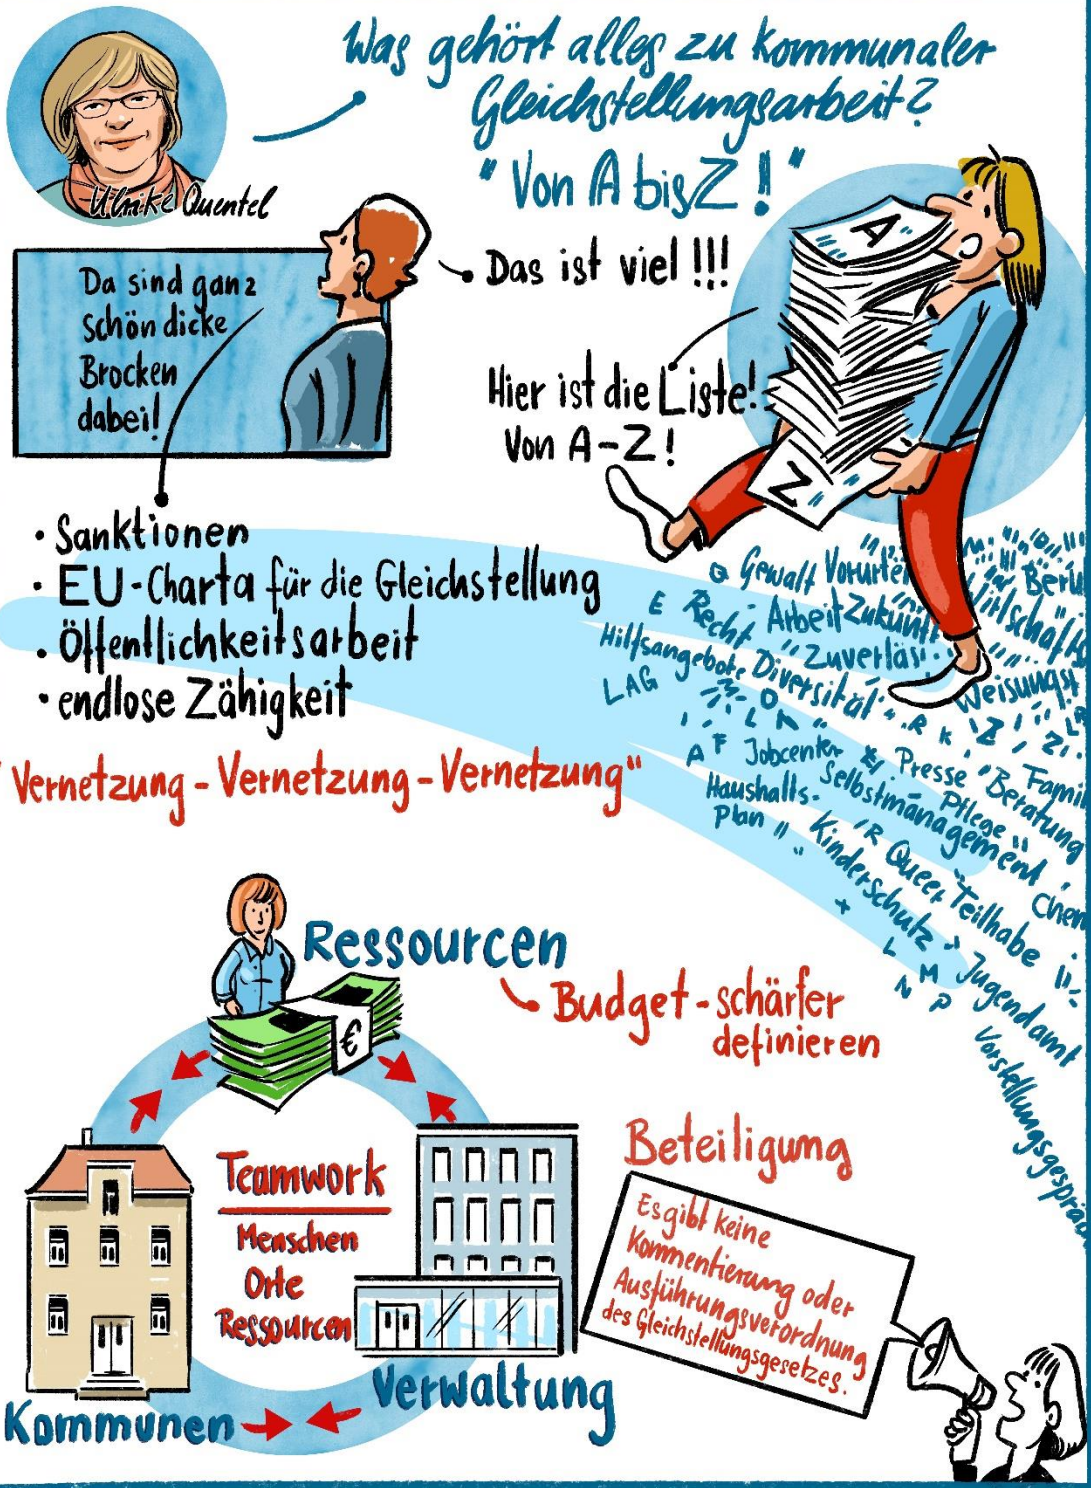 Was gehört alles zu kommunaler
Gleichstellungsarbeit?
"Von A bis Z!"
Ulrike Quentel
Da sind ganz
schön dicke
Brocken
dabei!
Das ist viel!!!
Hier ist die Liste!
Von A-Z!
A
Z
• Sanktionen
• EU-Charta für die Gleichstellung
• Öffentlichkeitsarbeit
• endlose Zähigkeit
"Vernetzung - Vernetzung - Vernetzung"
Gewalt
E Recht Arbeit Zukunft
Hilfsangebote Diversität
LAG
A F Jobcenter Presse Beratung
Selbstmanagement Pflege
Haushalts-
Plan
Kinderschutz
Queer Teilhabe
Jugendamt
L M
N P
Ressourcen
Budget - schärfer
definieren
€
Teamwork
Menschen
Orte
Ressourcen
Kommunen
Verwaltung
Beteiligung
Es gibt keine
Kommentierung oder
Ausführungsverordnung
des Gleichstellungsgesetzes.